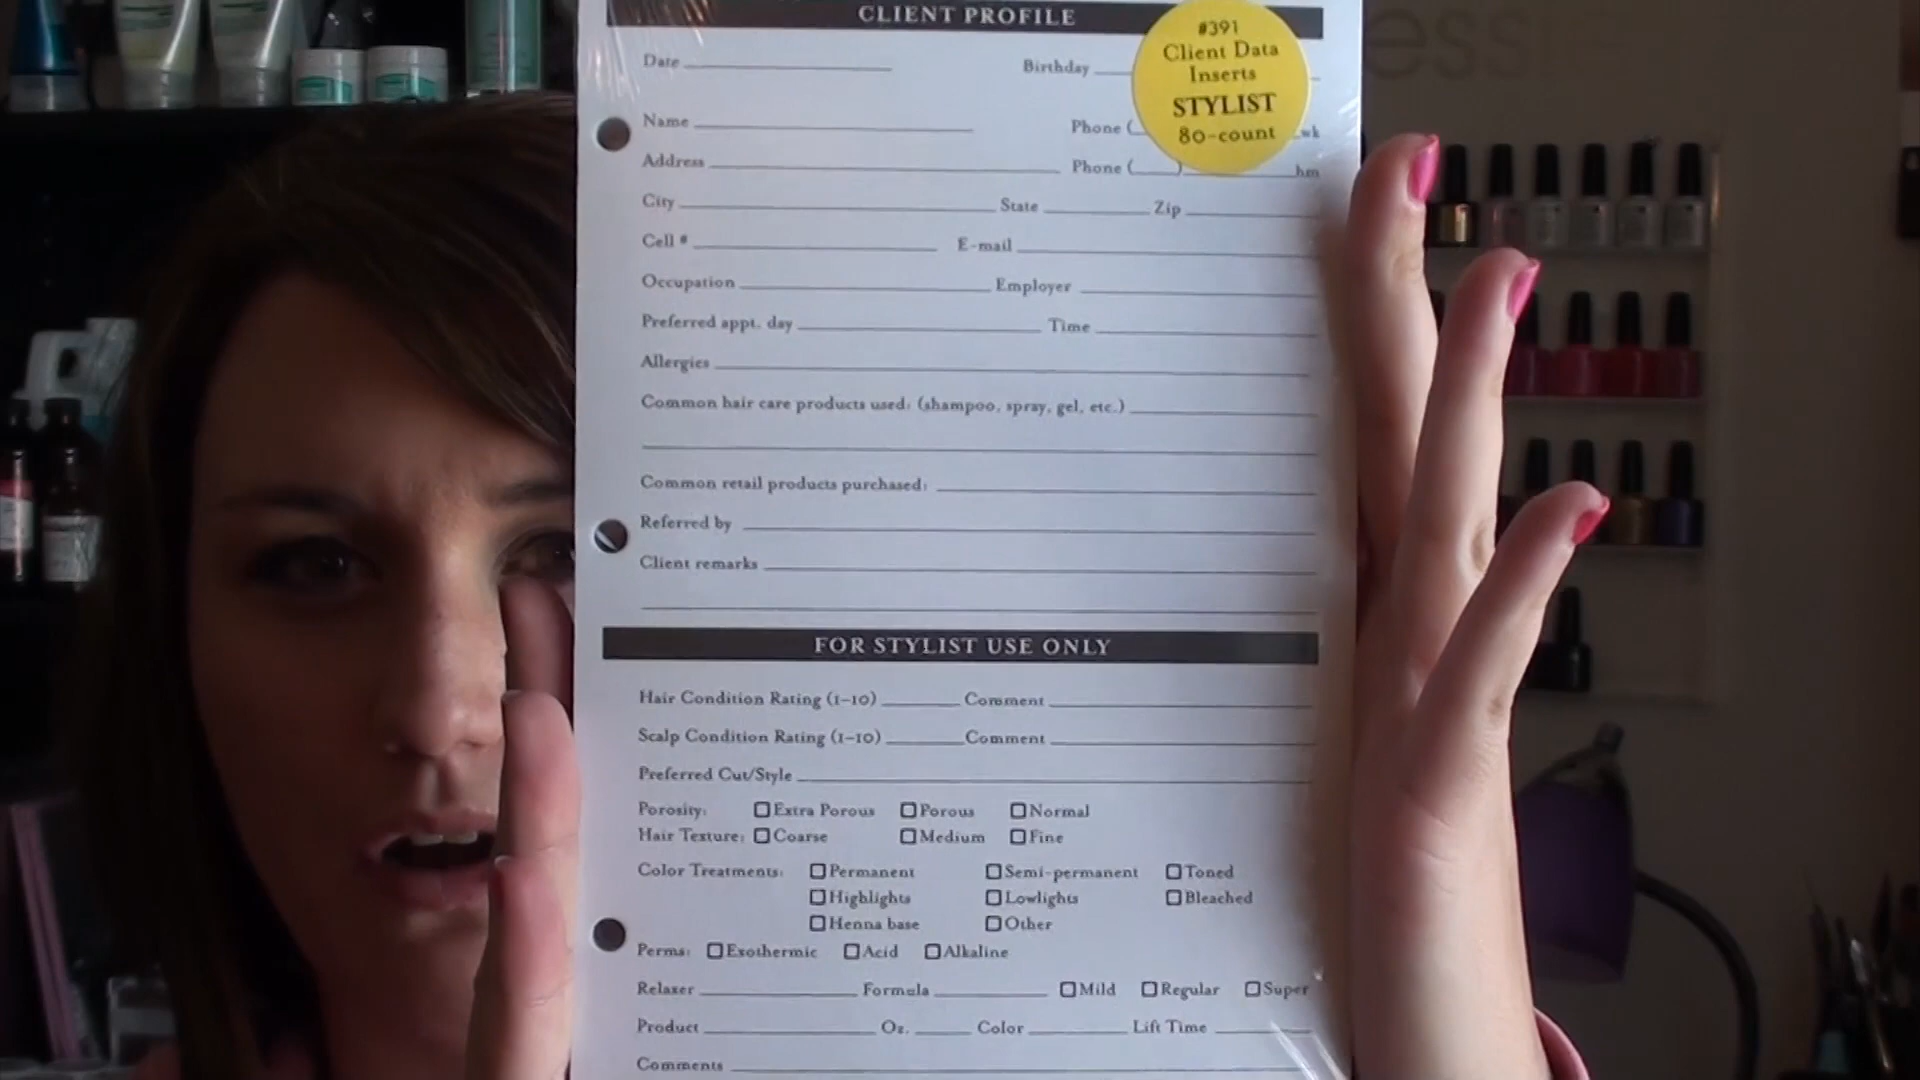 CLIENT PROFILE
#391
Client Data
Inserts
STYLIST
80-count
Date Birthday
Name Phone ( wk
Address Phone ( ) hm
City State Zip
Cell # E-mail
Occupation Employer
Preferred appt. day Time
Allergies
Common hair care products used: (shampoo, spray, gel, etc.)
Common retail products purchased:
Referred by
Client remarks
FOR STYLIST USE ONLY
Hair Condition Rating (1-10) Comment
Scalp Condition Rating (1-10) Comment
Preferred Cut/Style
Porosity: Extra Porous Porous Normal
Hair Texture: Coarse Medium Fine
Color Treatments: Permanent Semi-permanent Toned
Highlights Lowlights Bleached
Henna base Other
Perms: Exothermic Acid Alkaline
Relaxer Formula Mild Regular Super
Product Oz. Color Lift Time
Comments